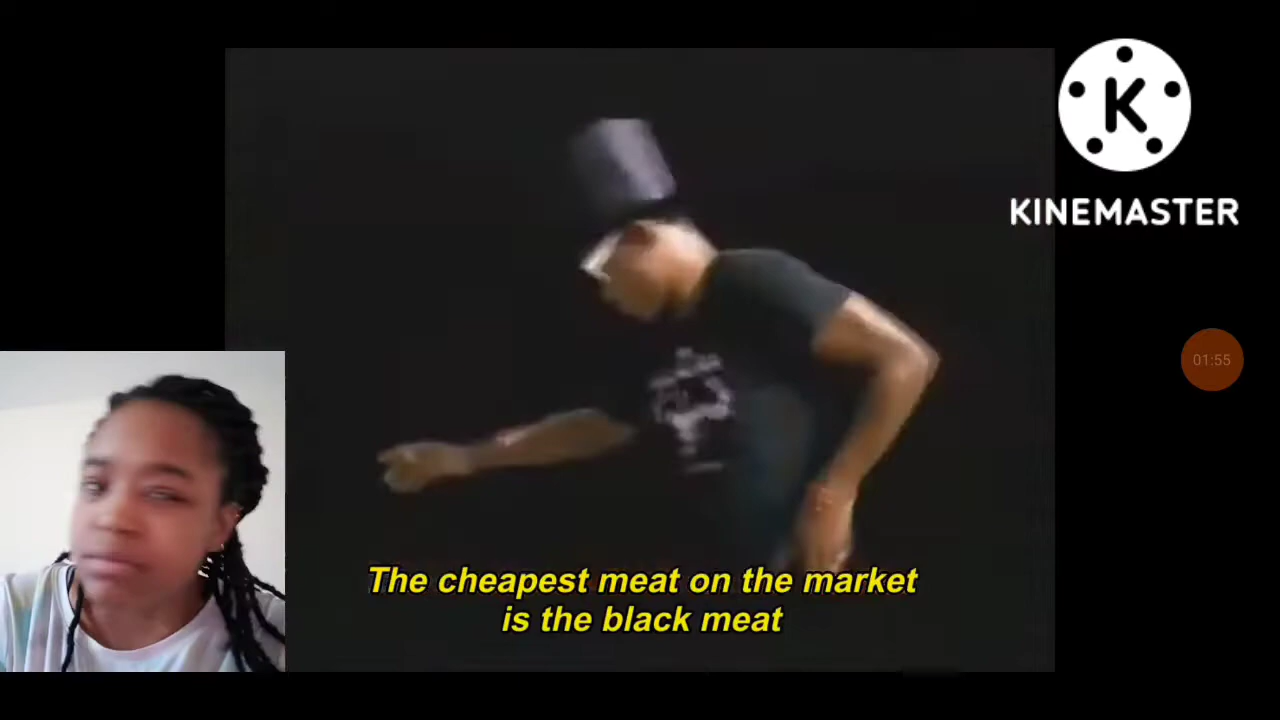 K
KINEMASTER
01:55
The cheapest meat on the market
is the black meat